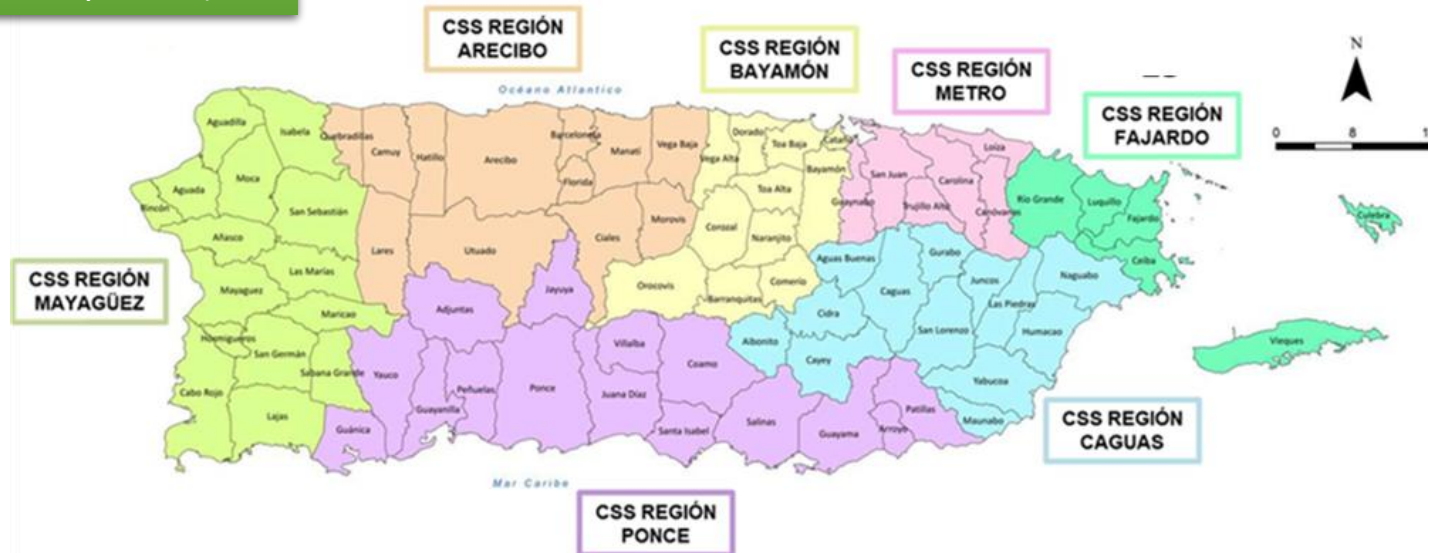 CSS REGIÓN
ARECIBO
CSS REGIÓN
BAYAMÓN
CSS REGIÓN
METRO
CSS REGIÓN
FAJARDO
N
0 8 1
Océano Atlantico
Aguadilla
Isabela
Quebradillas
Camuy
Hatillo
Arecibo
Barceloneta
Manatí
Vega Baja
Vega Alta
Dorado
Toa Baja
Cataño
Bayamón
San Juan
Carolina
Loíza
Moca
Aguada
Rincón
San Sebastián
Florida
Toa Alta
Guaynabo
Trujillo Alto
Canóvanas
Río Grande
Luquillo
Fajardo
Culebra
Añasco
Lares
Utuado
Ciales
Morovis
Corozal
Naranjito
Ceiba
CSS REGIÓN
MAYAGÜEZ
Las Marías
Mayaguez
Maricao
Adjuntas
Jayuya
Orocovis
Barranquitas
Comerío
Aguas Buenas
Caguas
Gurabo
Juncos
Las Piedras
Naguabo
Humacao
Cidra
San Lorenzo
Hormigueros
San Germán
Sabana Grande
Yauco
Guayanilla
Peñuelas
Ponce
Villalba
Juana Díaz
Coamo
Aibonito
Cayey
Yabucoa
Vieques
Cabo Rojo
Lajas
Guánica
Santa Isabel
Salinas
Guayama
Arroyo
Patillas
Maunabo
CSS REGIÓN
CAGUAS
Mar Caribe
CSS REGIÓN
PONCE